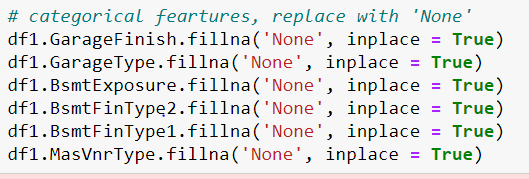 # categorical feartures, replace with 'None'
df1.GarageFinish.fillna('None', inplace = True)
df1.GarageType.fillna('None', inplace = True)
df1.BsmtExposure.fillna('None', inplace = True)
df1.BsmtFinType2.fillna('None', inplace = True)
df1.BsmtFinType1.fillna('None', inplace = True)
df1.MasVnrType.fillna('None', inplace = True)